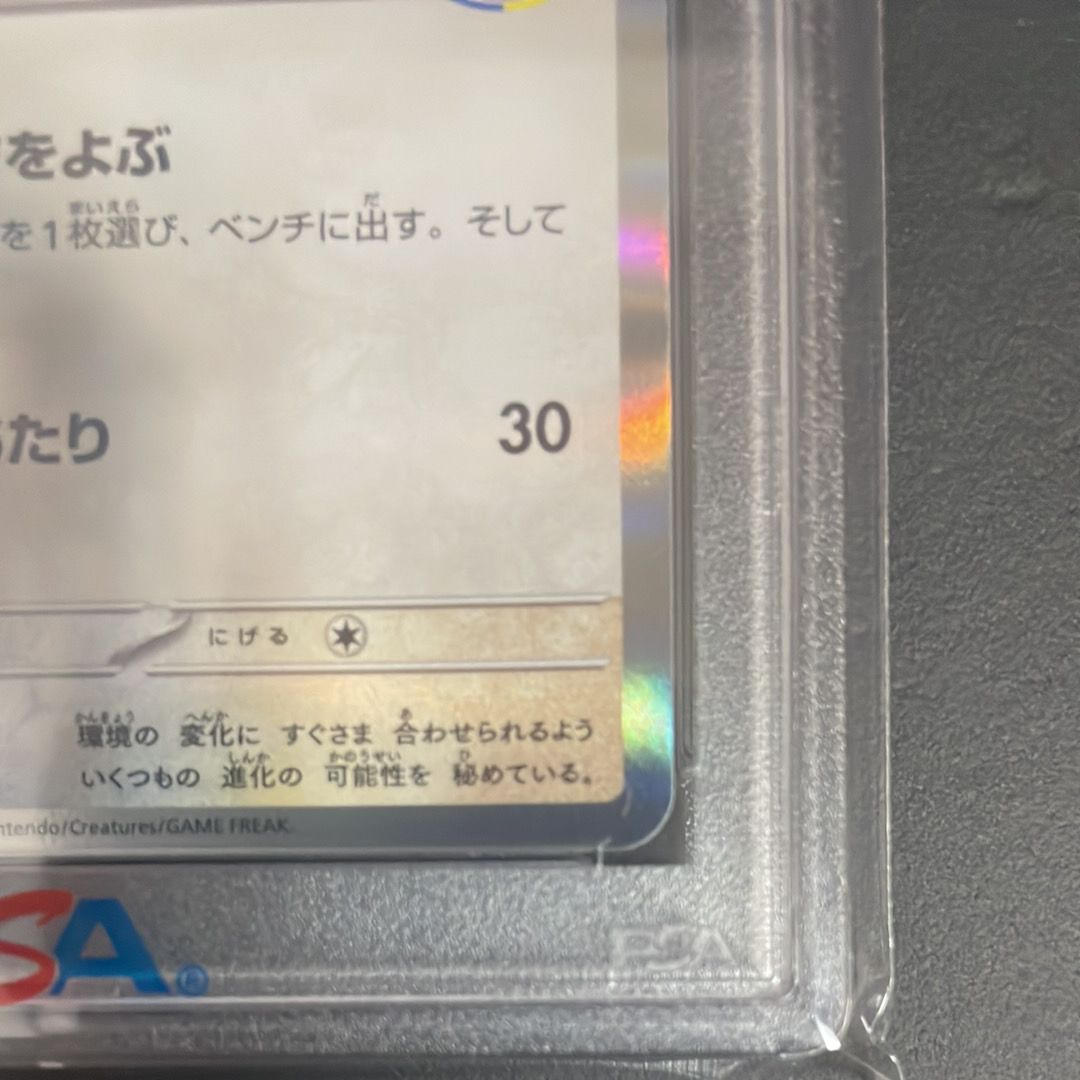 をよぶ
を1枚選び、ベンチに出す。そして
たり 30
にげる
環境の 変化に すぐさま 合わせられるよう
いくつもの 進化の 可能性を 秘めている。
ntendo/Creatures/GAME FREAK.
SA®
PSA